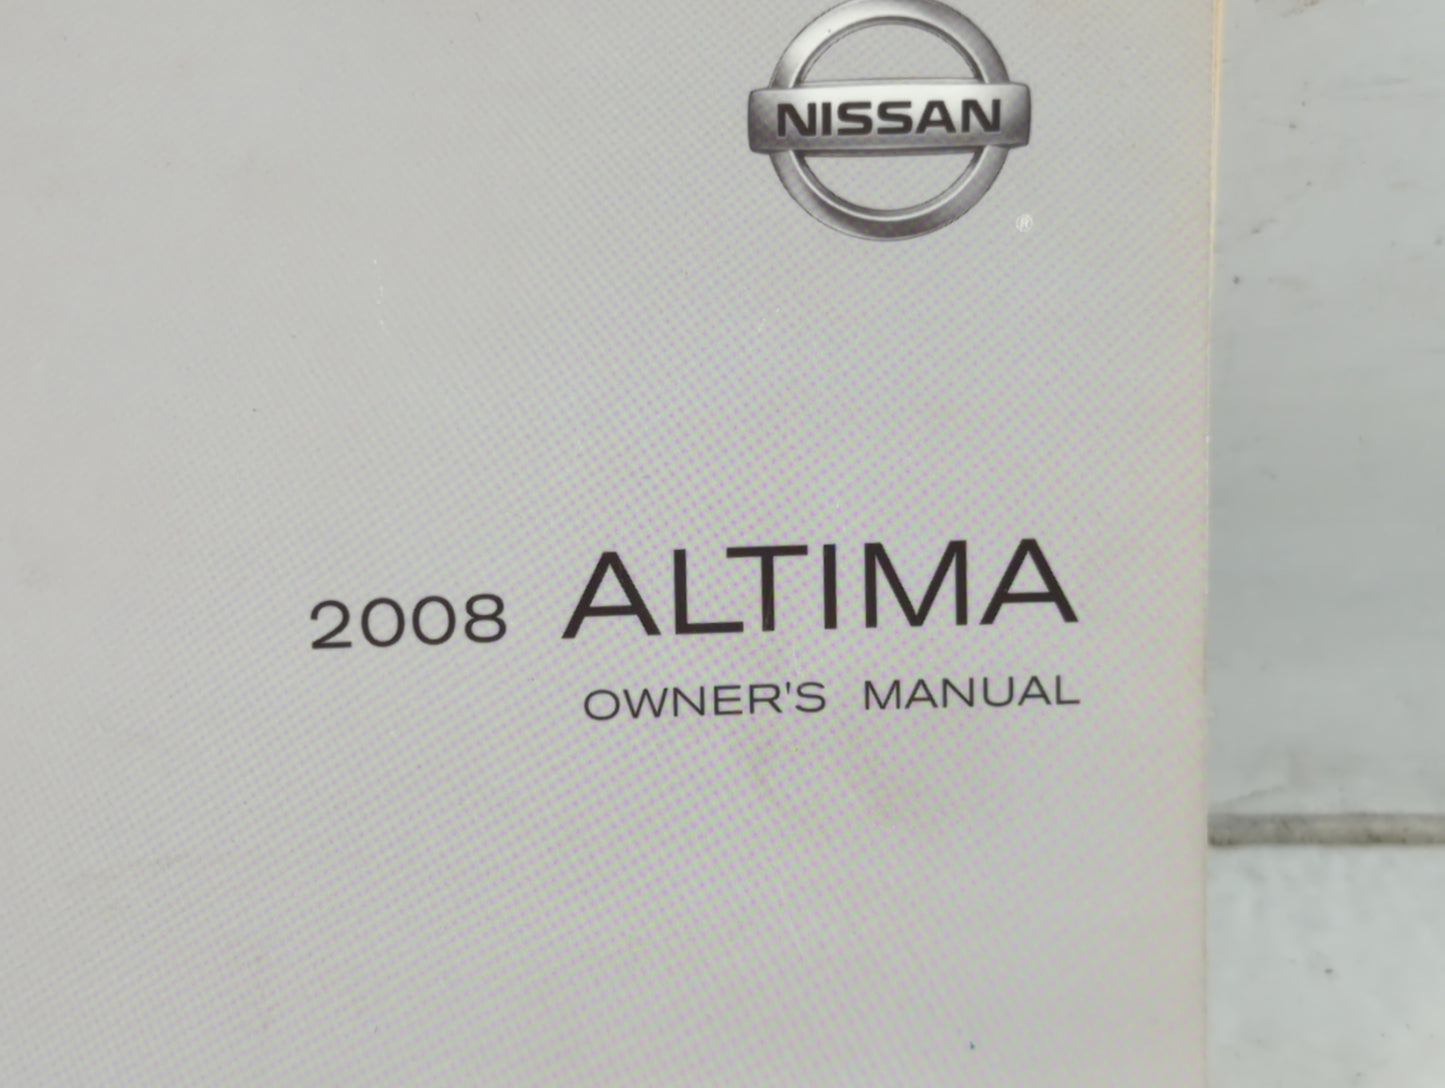 NISSAN
®
2008 ALTIMA
OWNER'S MANUAL